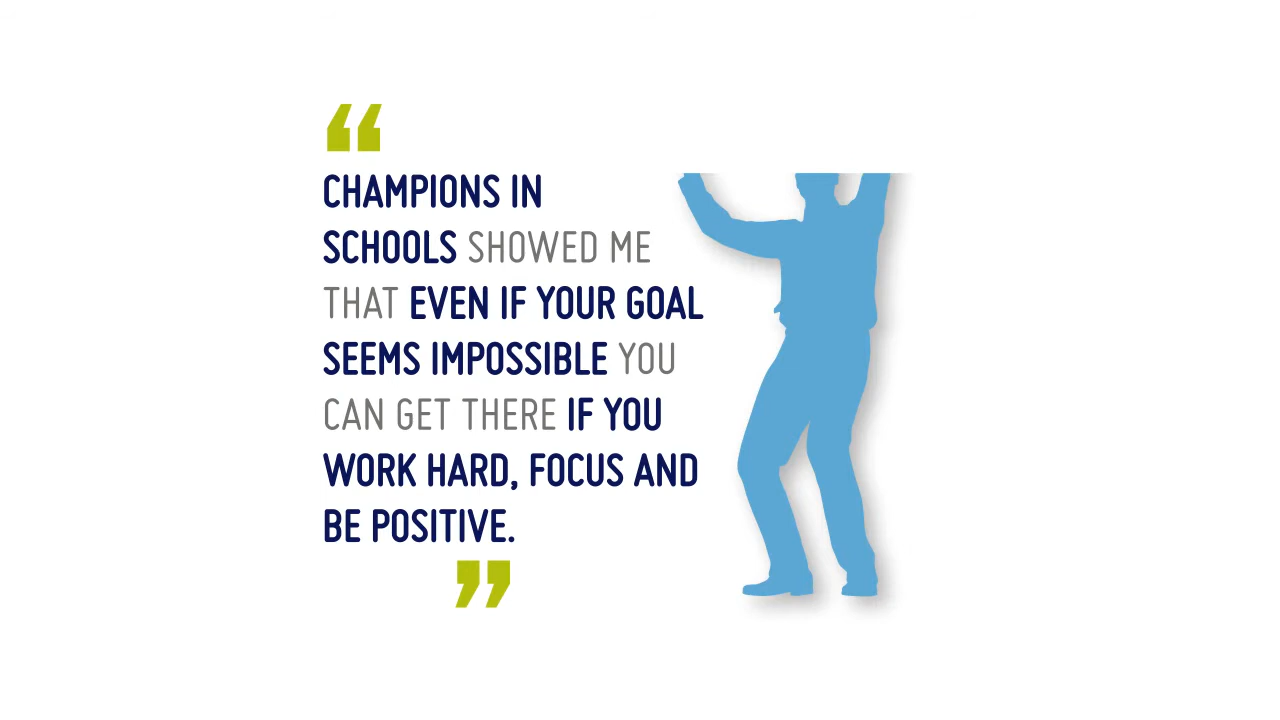 “
CHAMPIONS IN
SCHOOLS SHOWED ME
THAT EVEN IF YOUR GOAL
SEEMS IMPOSSIBLE YOU
CAN GET THERE IF YOU
WORK HARD, FOCUS AND
BE POSITIVE.
”